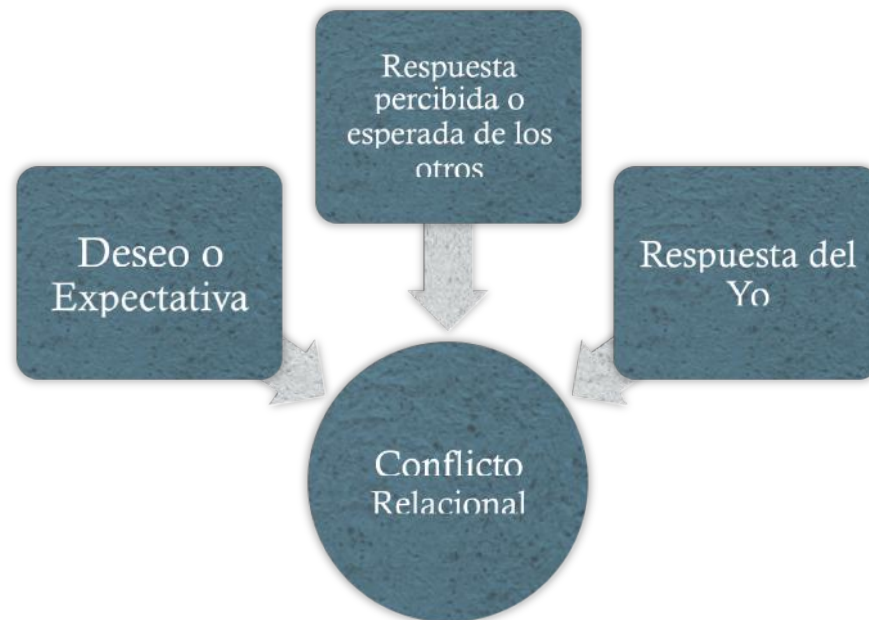 Respuesta
percibida o
esperada de los
otros
Deseo o
Expectativa
Respuesta del
Yo
Conflicto
Relacional